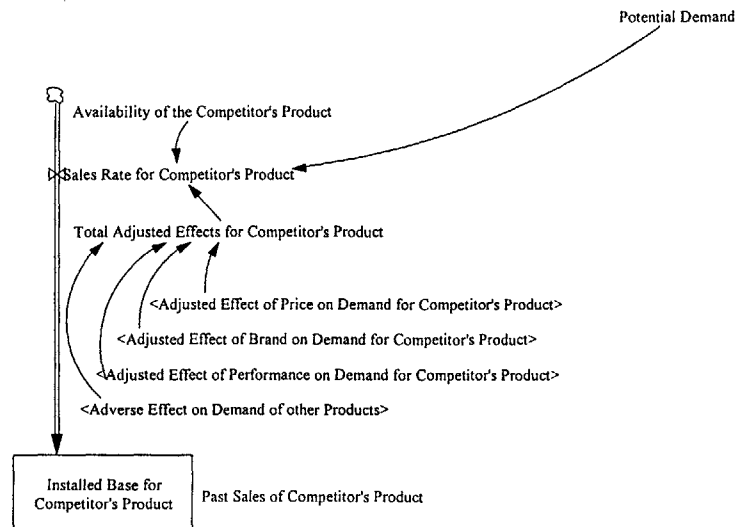 Potential Demand
Availability of the Competitor's Product
Sales Rate for Competitor's Product
Total Adjusted Effects for Competitor's Product
<Adjusted Effect of Price on Demand for Competitor's Product>
<Adjusted Effect of Brand on Demand for Competitor's Product>
<Adjusted Effect of Performance on Demand for Competitor's Product>
<Adverse Effect on Demand of other Products>
Installed Base for
Competitor's Product
Past Sales of Competitor's Product